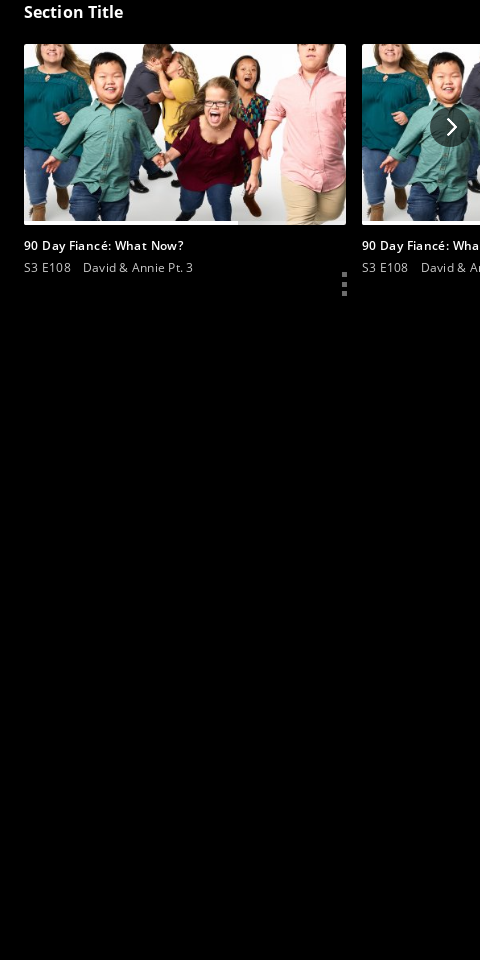 Section Title
90 Day Fiancé: What Now?
S3 E108 David & Annie Pt. 3
90 Day Fiancé: Wha
S3 E108 David & A